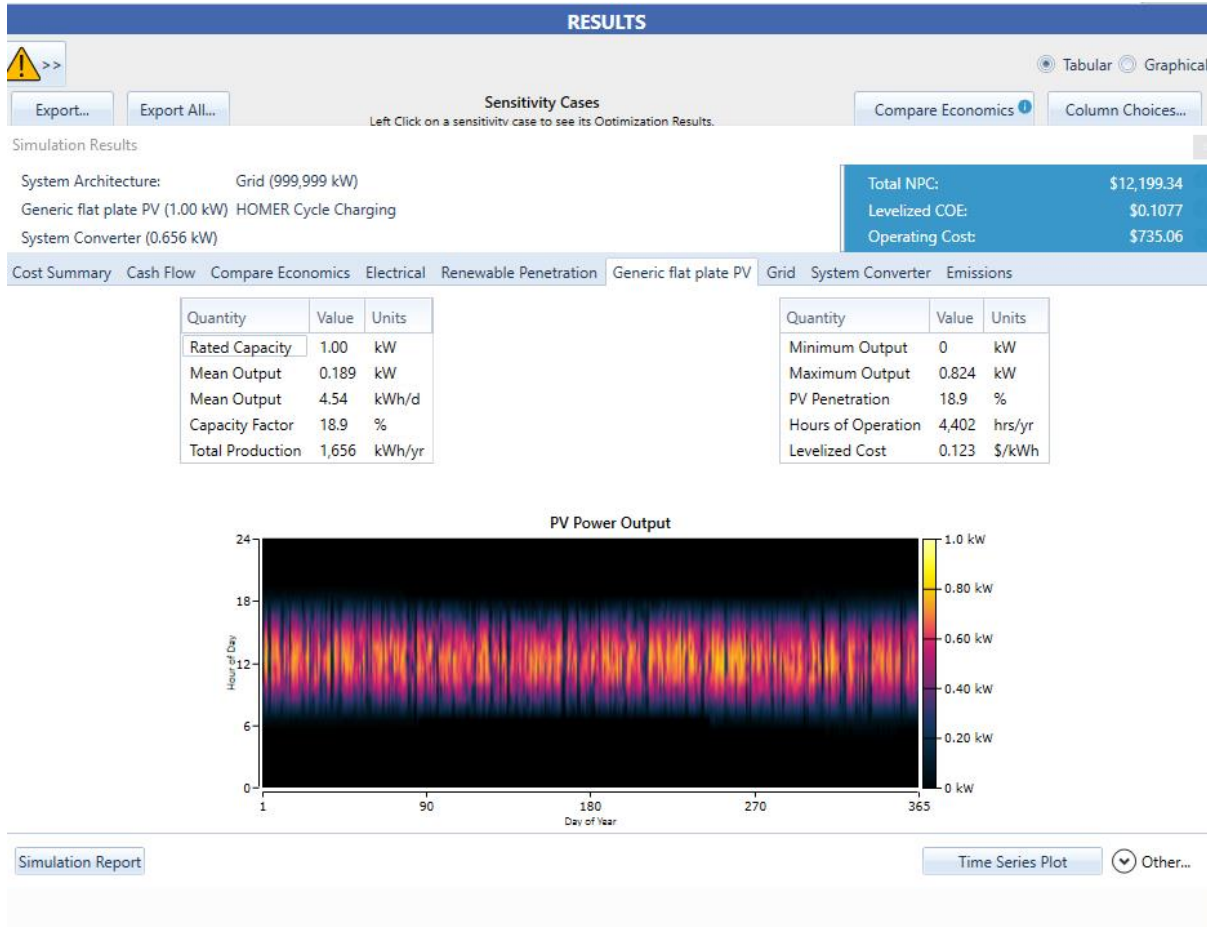 RESULTS
>>
Tabular Graphical
Export... Export All... Sensitivity Cases Compare Economics Column Choices...
Left Click on a sensitivity case to see its Optimization Results.
Simulation Results
System Architecture: Grid (999,999 kW) Total NPC: $12,199.34
Generic flat plate PV (1.00 kW) HOMER Cycle Charging Levelized COE: $0.1077
System Converter (0.656 kW) Operating Cost: $735.06
Cost Summary Cash Flow Compare Economics Electrical Renewable Penetration Generic flat plate PV Grid System Converter Emissions
Quantity Value Units Quantity Value Units
Rated Capacity 1.00 kW Minimum Output 0 kW
Mean Output 0.189 kW Maximum Output 0.824 kW
Mean Output 4.54 kWh/d PV Penetration 18.9 %
Capacity Factor 18.9 % Hours of Operation 4,402 hrs/yr
Total Production 1,656 kWh/yr Levelized Cost 0.123 $/kWh
PV Power Output
24 1.0 kW
0.80 kW
18
0.60 kW
Hour of Day
12
0.40 kW
6
0.20 kW
0 0 kW
1 90 180 270 365
Day of Year
Simulation Report Time Series Plot Other...